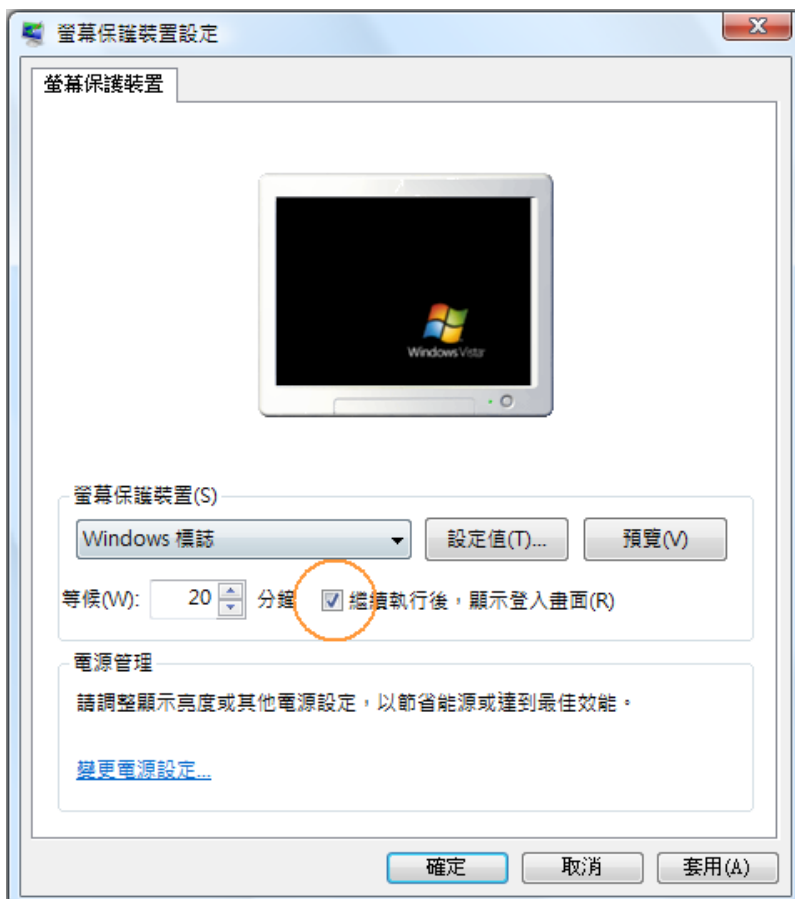 螢幕保護裝置設定
螢幕保護裝置
Windows Vista
螢幕保護裝置(S)
Windows 標誌
設定值(T)...
預覽(V)
等候(W): 20 分鐘 繼續執行後，顯示登入畫面(R)
電源管理
請調整顯示亮度或其他電源設定，以節省能源或達到最佳效能。
變更電源設定...
確定
取消
套用(A)